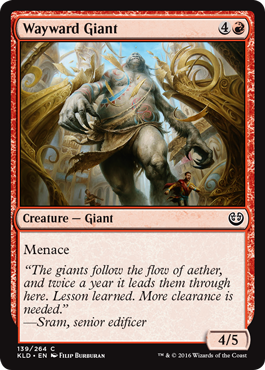 Wayward Giant 4
Creature — Giant
Menace
“The giants follow the flow of aether,
and twice a year it leads them through
here. Lesson learned. More clearance is
needed.”
—Sram, senior edificer
4/5
139/264 C
KLD • EN Filip Burburan ™ & © 2016 Wizards of the Coast